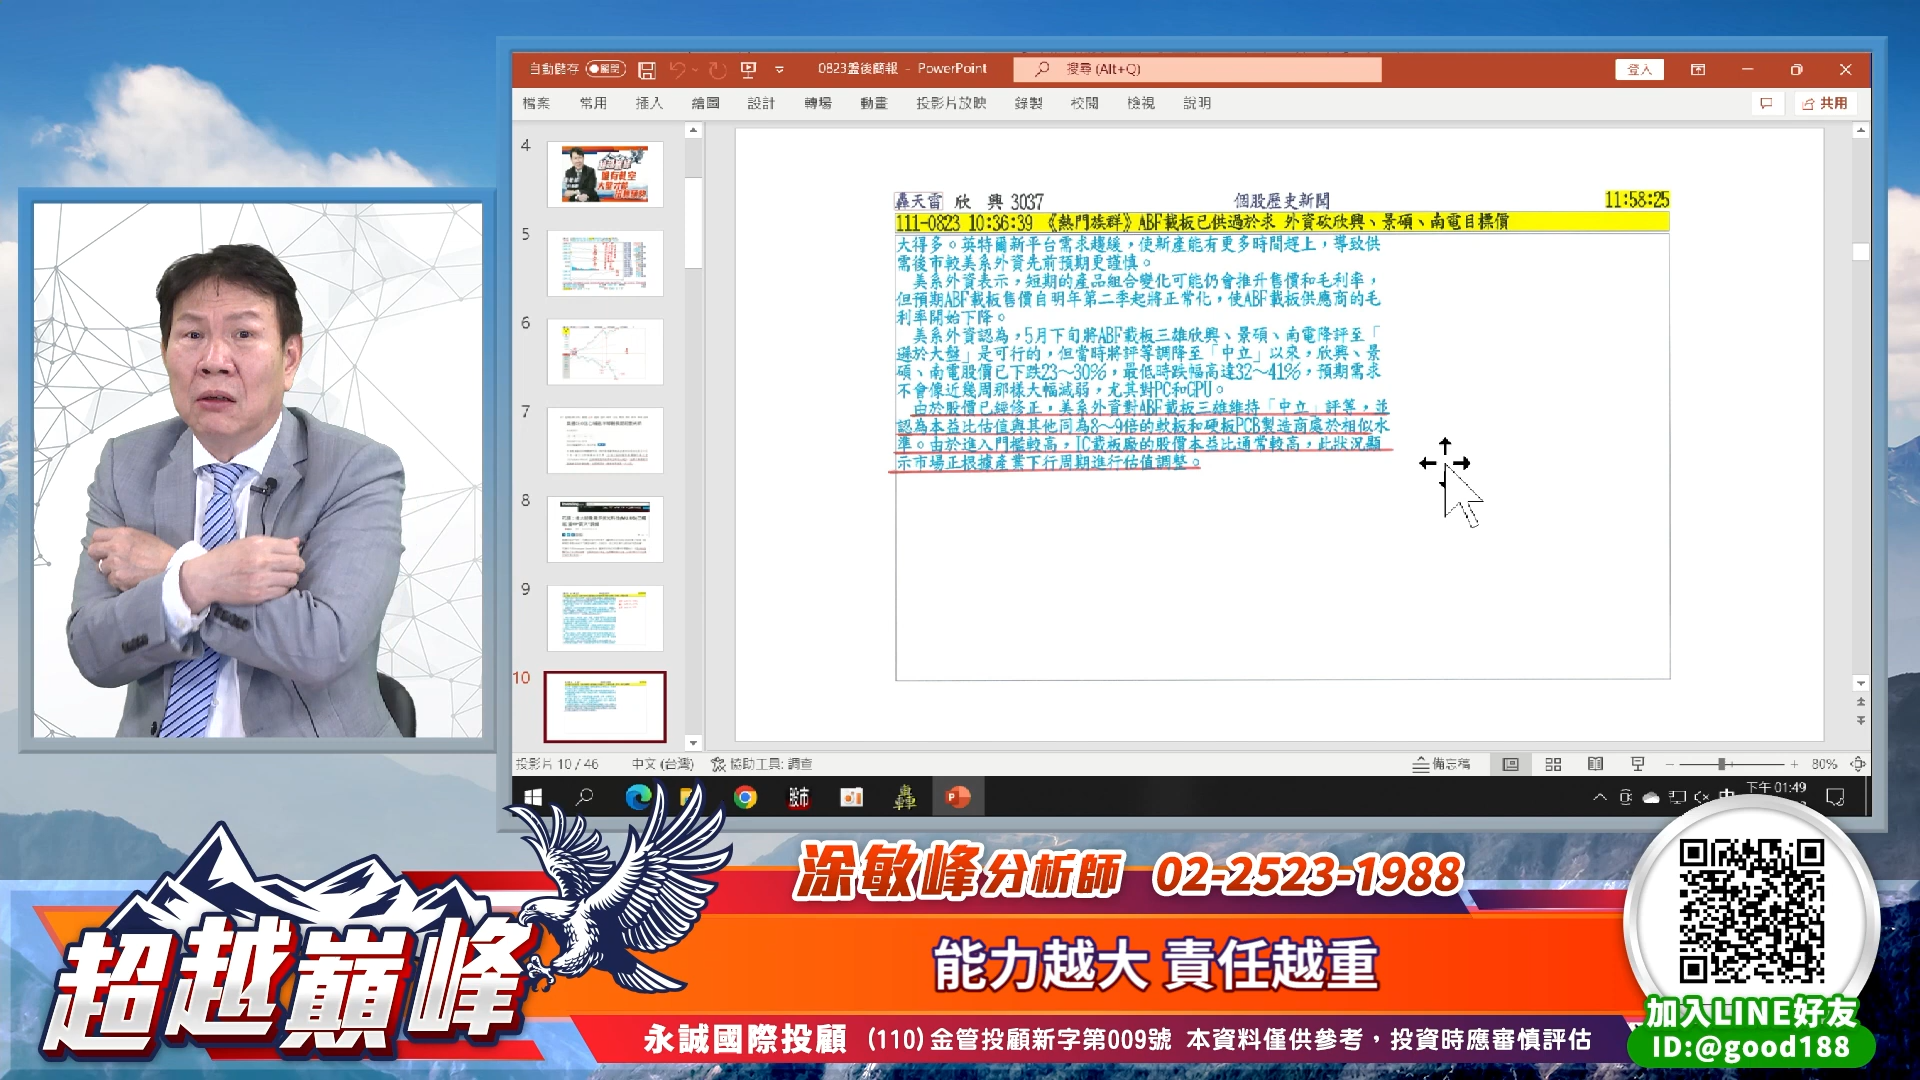 自動儲存
關閉
0823盤後簡報 - PowerPoint
搜尋 (Alt+Q)
登入
檔案 常用 插入 繪圖 設計 轉場 動畫 投影片放映 錄製 校閱 檢視 說明
共用
4
5
6
7
8
9
10
轟天雷 欣 興 3037 個股歷史新聞 11:58:25
111-0823 10:36:39 《熱門族群》ABF載板已供過於求 外資砍欣興、景碩、南電目標價
大得多。英特爾新平台需求趨緩，使新產能有更多時間趕上，導致供
需後市較美系外資先前預期更謹慎。
美系外資表示，短期的產品組合變化可能仍會推升售價和毛利率，
但預期ABF載板售價自明年第二季起將正常化，使ABF載板供應商的毛
利率開始下降。
美系外資認為，5月下旬將ABF載板三雄欣興、景碩、南電降評至「
遜於大盤」是可行的，但當時將評等調降至「中立」以來，欣興、景
碩、南電股價已下跌23～30%，最低時跌幅高達32～41%，預期需求
不會像近幾周那樣大幅減弱，尤其對PC和GPU。
由於股價已經修正，美系外資對ABF載板三雄維持「中立」評等，並
認為本益比估值與其他同為8～9倍的軟板和硬板PCB製造商處於相似水
準。由於進入門檻較高，IC載板廠的股價本益比通常較高，此狀況顯
示市場正根據產業下行周期進行估值調整。
投影片 10 / 46 中文 (台灣) 協助工具: 調查
備忘稿
80%
股市
轟
中
下午 01:49
涂敏峰分析師 02-2523-1988
超越巔峰
能力越大 責任越重
永誠國際投顧 (110)金管投顧新字第009號 本資料僅供參考，投資時應審慎評估
加入LINE好友
ID:@good188